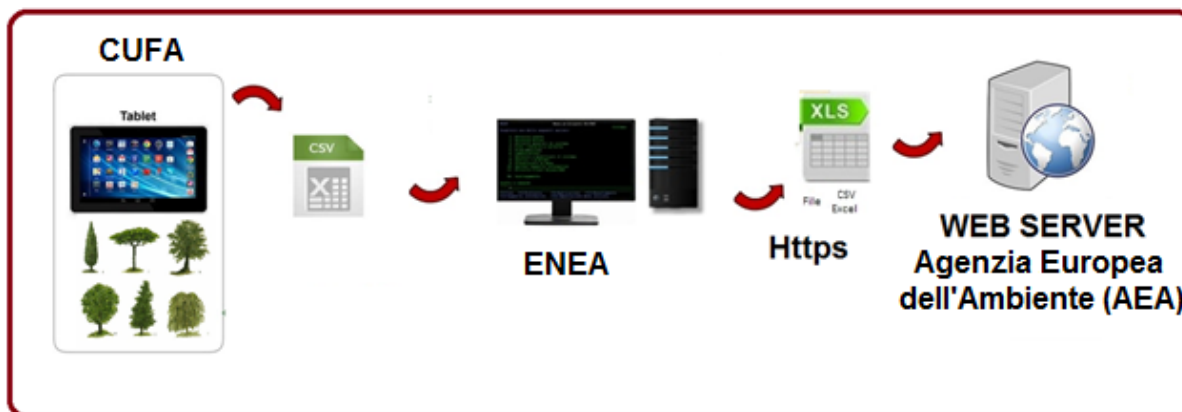 CUFA
Tablet
CSV
ENEA
XLS
File CSV
Excel
Https
WEB SERVER
Agenzia Europea
dell'Ambiente (AEA)